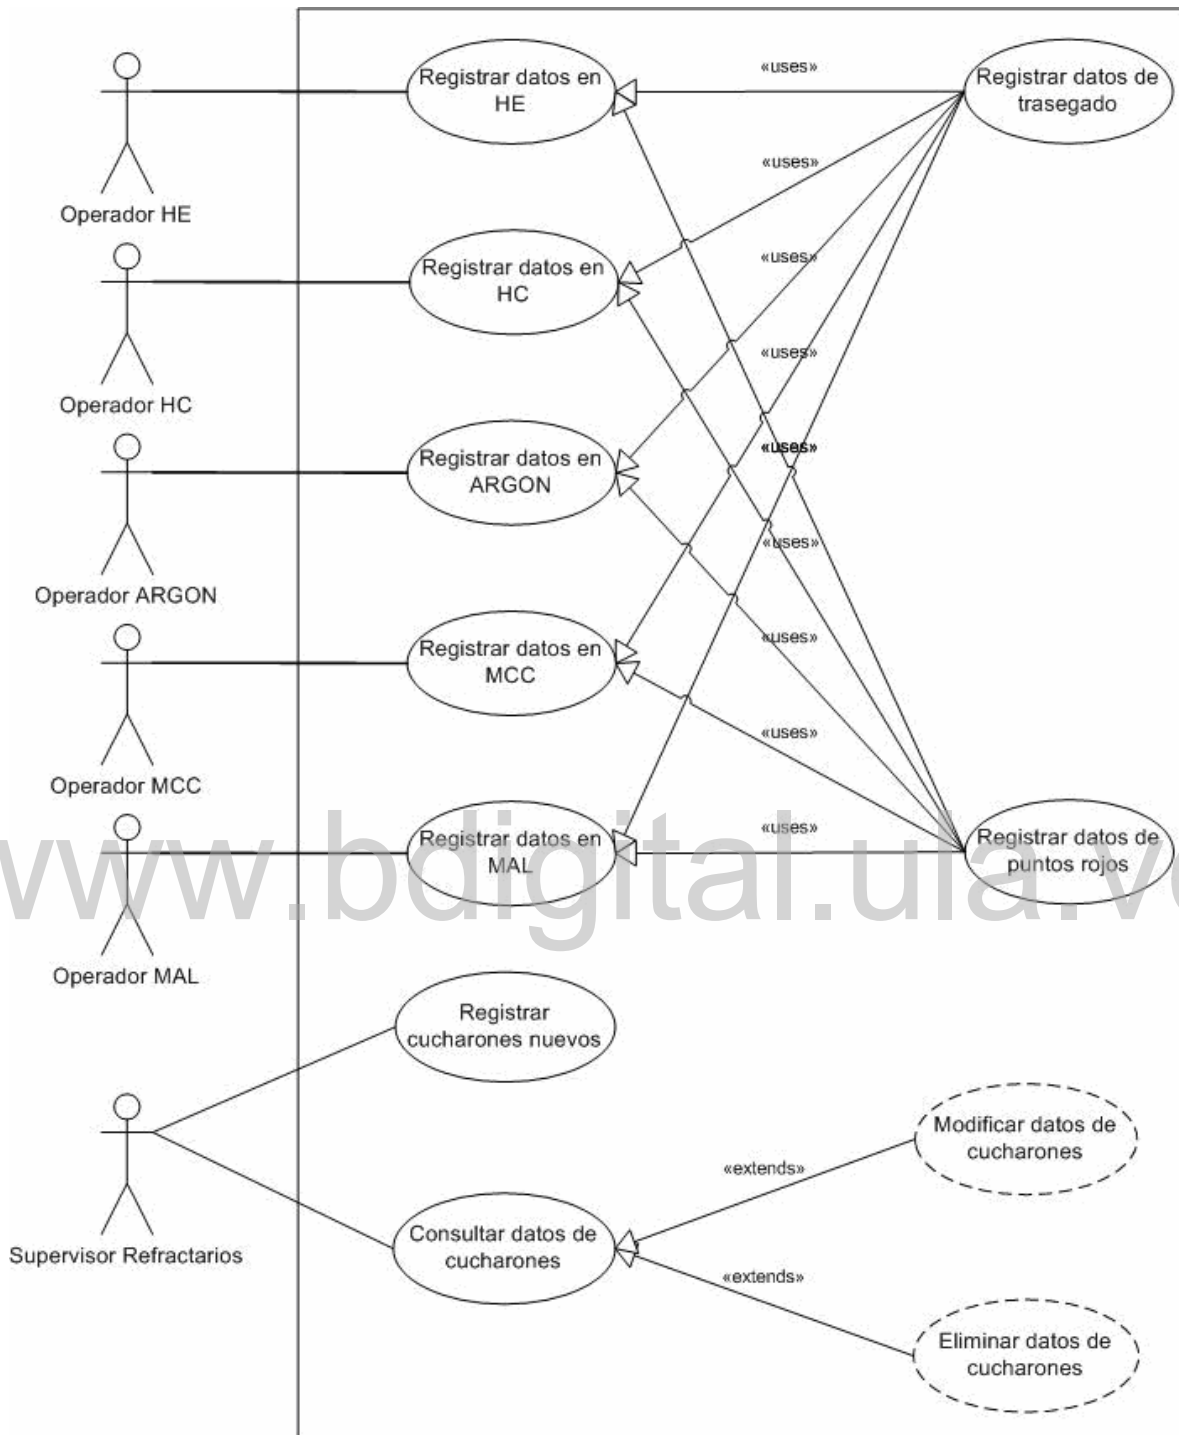 Registrar datos en
HE
«uses»
Registrar datos de
trasegado
Operador HE
«uses»
Registrar datos en
HC
«uses»
Operador HC
«uses»
Registrar datos en
ARGON
«uses»
«uses»
Operador ARGON
«uses»
Registrar datos en
MCC
«uses»
Operador MCC
«uses»
Registrar datos en
MAL
«uses»
Registrar datos de
puntos rojos
www.bdigital.ula.ve
Operador MAL
Registrar
cucharones nuevos
Modificar datos de
cucharones
«extends»
Supervisor Refractarios
Consultar datos de
cucharones
«extends»
Eliminar datos de
cucharones